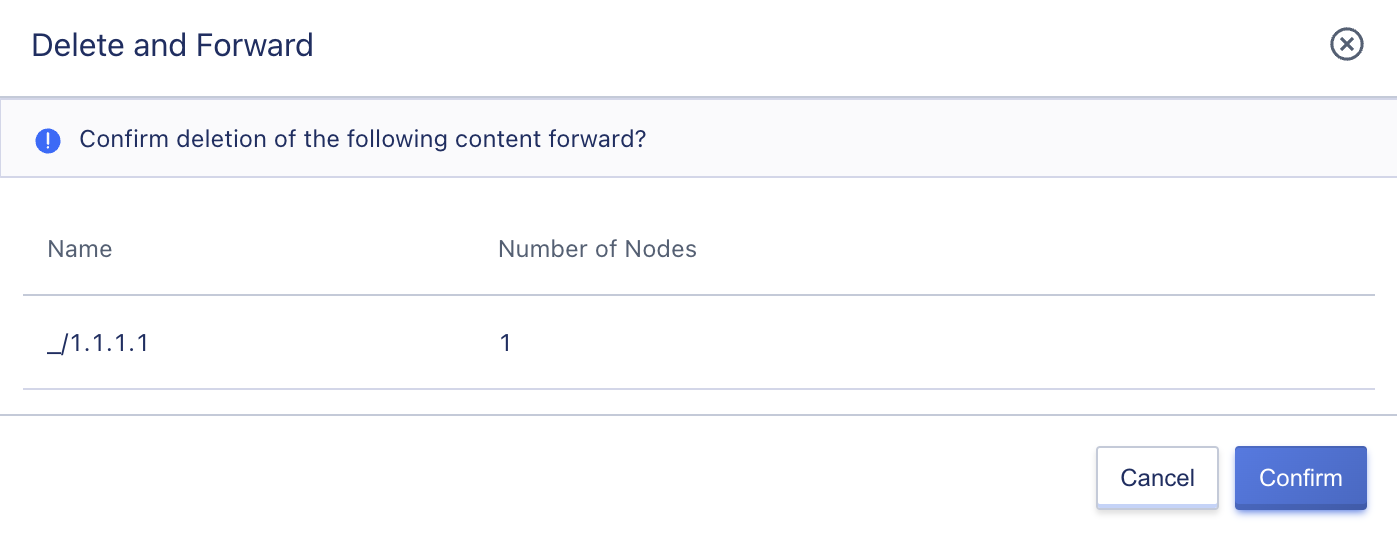 Delete and Forward
Confirm deletion of the following content forward?
Name Number of Nodes
_/1.1.1.1 1
Cancel Confirm